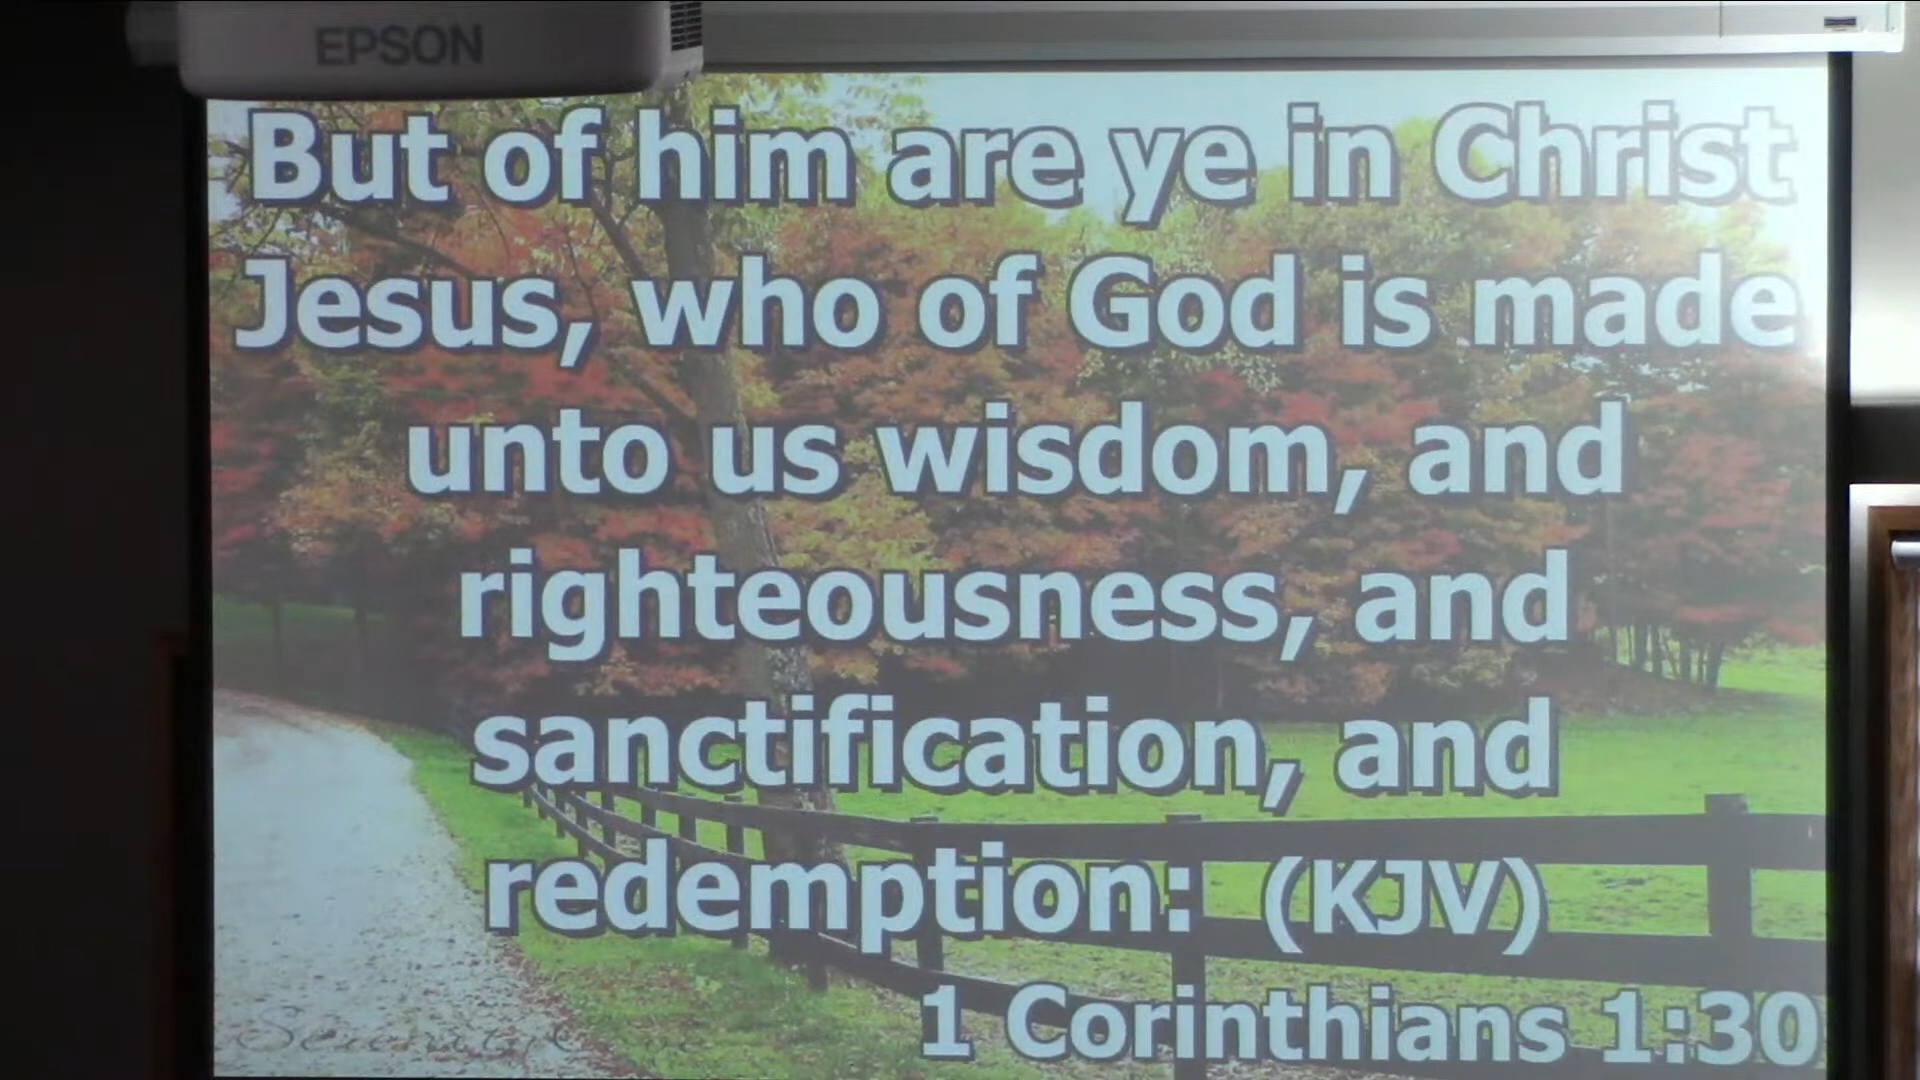 EPSON
But of him are ye in Christ
Jesus, who of God is made
unto us wisdom, and
righteousness, and
sanctification, and
redemption: (KJV)
1 Corinthians 1:30